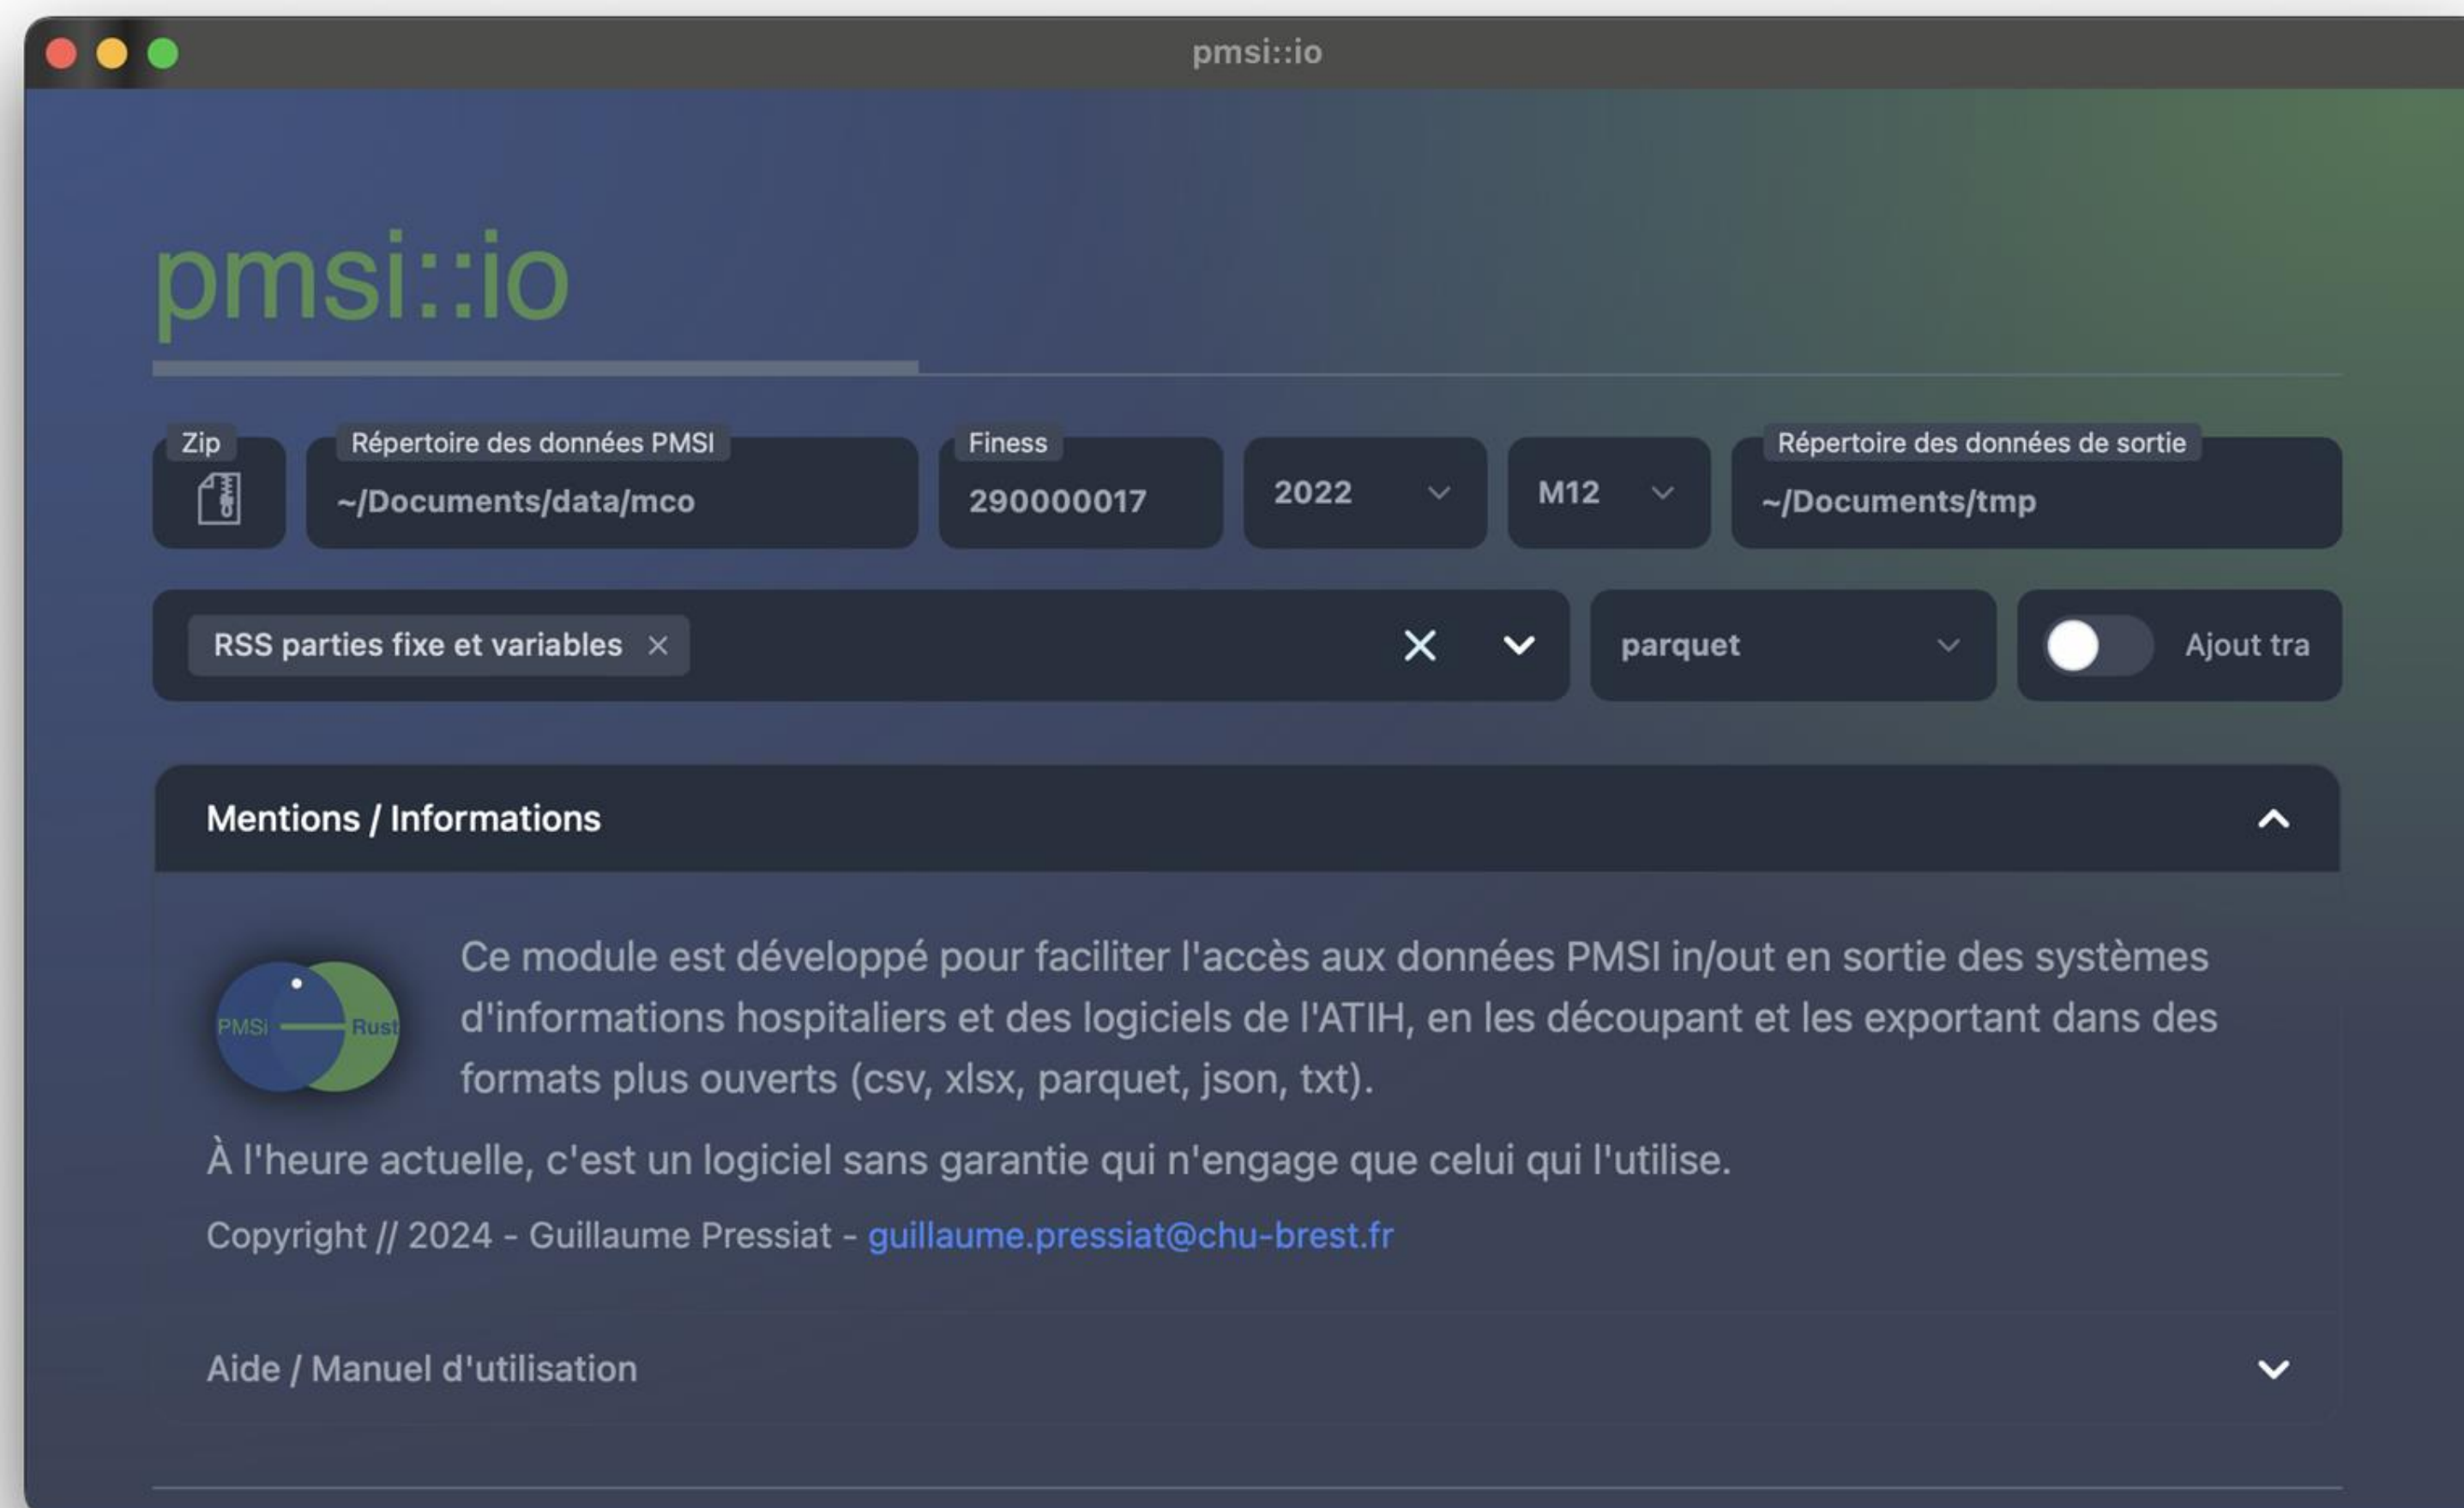 pmsi::io
pmsi::io
Zip
Répertoire des données PMSI
~/Documents/data/mco
Finess
290000017
2022
M12
Répertoire des données de sortie
~/Documents/tmp
RSS parties fixe et variables
parquet
Ajout tra
Mentions / Informations
PMSi
Rust
Ce module est développé pour faciliter l'accès aux données PMSI in/out en sortie des systèmes
d'informations hospitaliers et des logiciels de l'ATIH, en les découpant et les exportant dans des
formats plus ouverts (csv, xlsx, parquet, json, txt).
À l'heure actuelle, c'est un logiciel sans garantie qui n'engage que celui qui l'utilise.
Copyright // 2024 - Guillaume Pressiat - guillaume.pressiat@chu-brest.fr
Aide / Manuel d'utilisation